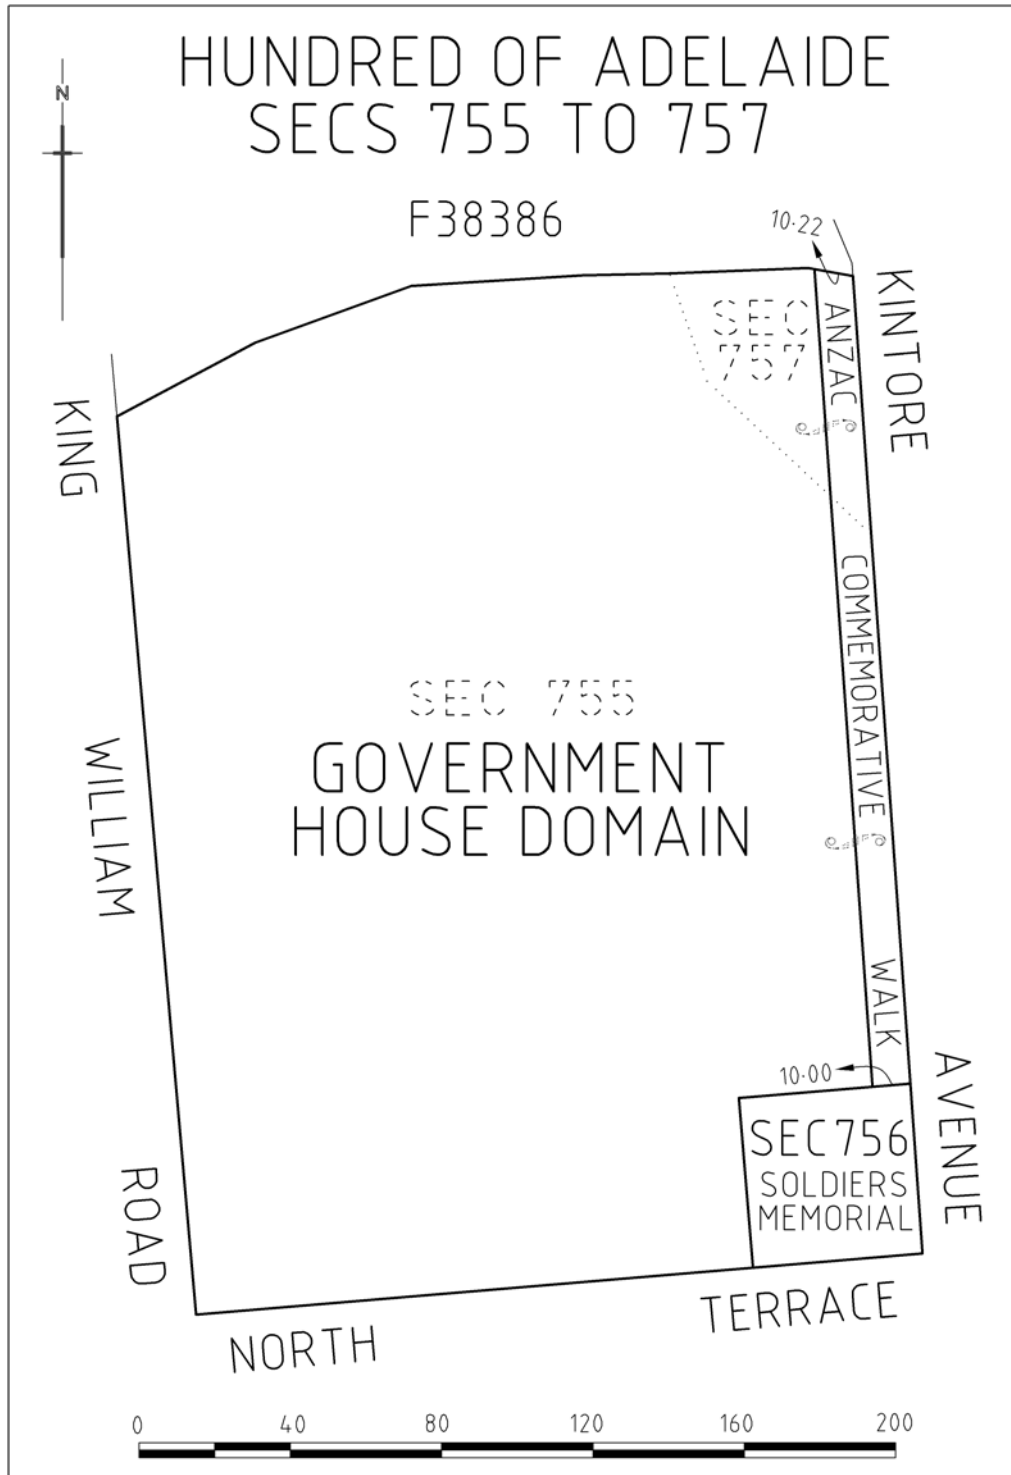 HUNDRED OF ADELAIDE
SECS 755 TO 757
N
F38386
10·22
KINTORE
SEC
757
ANZAC
KING
COMMEMORATIVE
SEC 755
GOVERNMENT
HOUSE DOMAIN
WILLIAM
WALK
10·00
AVENUE
SEC756
SOLDIERS
MEMORIAL
ROAD
TERRACE
NORTH
0 40 80 120 160 200